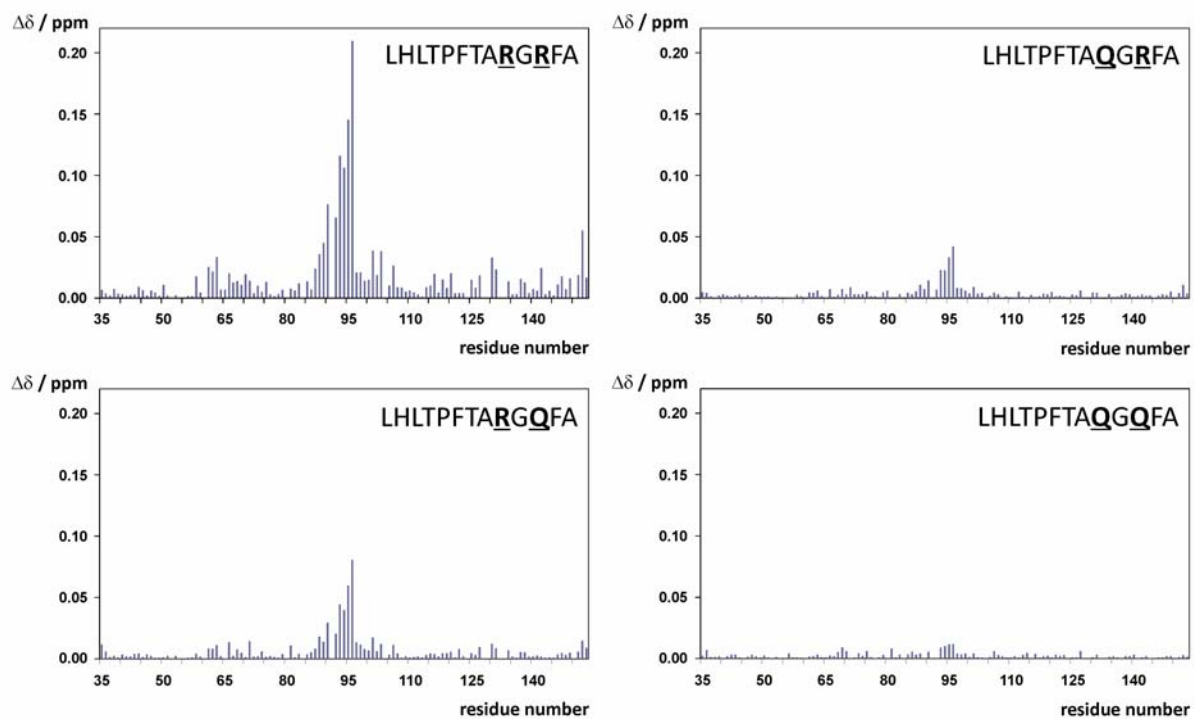 Δδ / ppm
LHLTPFTARGRFA
0.20
0.15
0.10
0.05
0.00
35 50 65 80 95 110 125 140
residue number
Δδ / ppm
LHLTPFTAQGRFA
0.20
0.15
0.10
0.05
0.00
35 50 65 80 95 110 125 140
residue number
Δδ / ppm
LHLTPFTARGQFA
0.20
0.15
0.10
0.05
0.00
35 50 65 80 95 110 125 140
residue number
Δδ / ppm
LHLTPFTAQGQFA
0.20
0.15
0.10
0.05
0.00
35 50 65 80 95 110 125 140
residue number